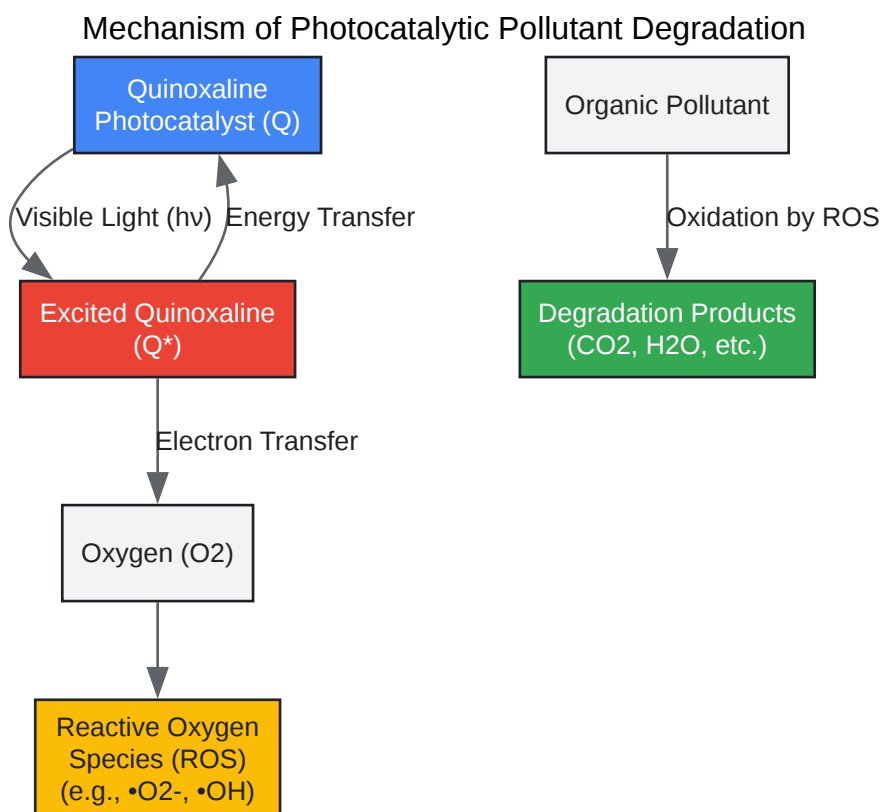 Mechanism of Photocatalytic Pollutant Degradation
Quinoxaline
Photocatalyst (Q)
Organic Pollutant
Visible Light (hν)
Energy Transfer
Oxidation by ROS
Excited Quinoxaline
(Q*)
Degradation Products
(CO2, H2O, etc.)
Electron Transfer
Oxygen (O2)
Reactive Oxygen
Species (ROS)
(e.g., •O2-, •OH)